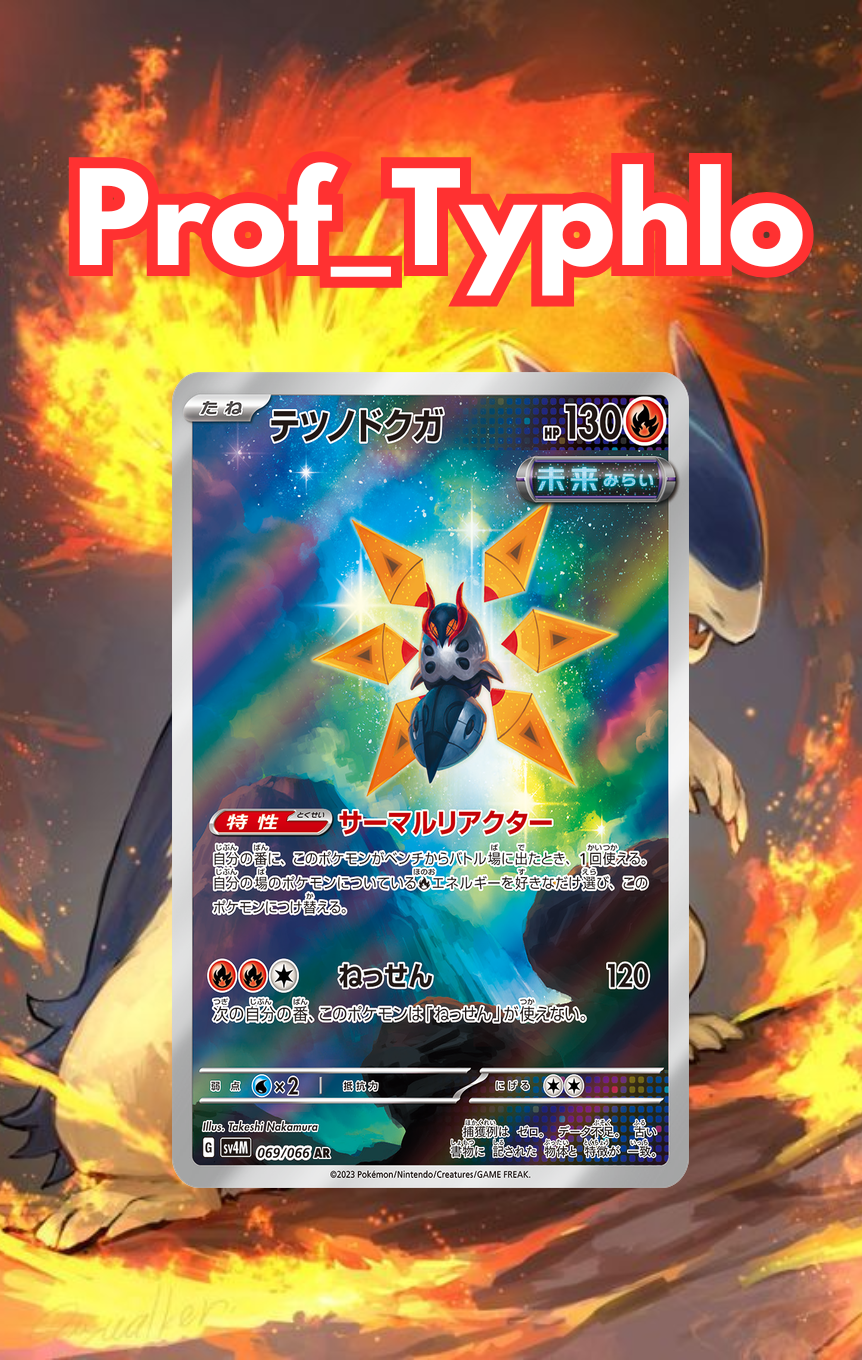 Prof_Typhlo
たね テツノドクガ HP 130
未来 みらい
特性 とくせい サーマルリアクター
自分の番に、このポケモンがベンチからバトル場に出たとき、1回使える。
自分の場のポケモンについている エネルギーを好きなだけ選び、この
ポケモンにつけ替える。
ねっせん 120
次の自分の番、このポケモンは「ねっせん」が使えない。
弱点 ×2 抵抗力 にげる
Illus. Takeshi Nakamura
捕獲例は ゼロ。 データ不足。 古い
書物に 記された 物体と 特徴が 一致。
G sv4M 069/066 AR
©2023 Pokémon/Nintendo/Creatures/GAME FREAK.